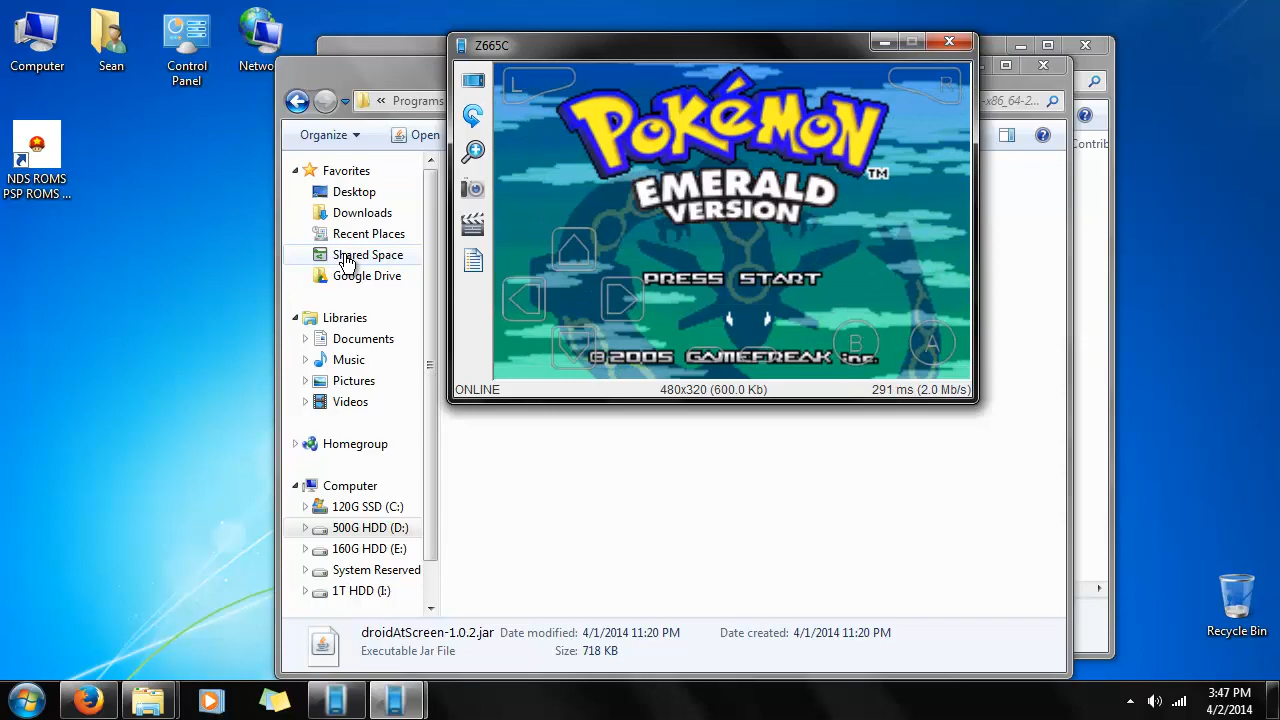 Computer
Sean
Control
Panel
Netwo
NDS ROMS
PSP ROMS ...
Z665C
L
R
POKéMON
TM
EMERALD
VERSION
PRESS START
B
A
©2005 GAMEFREAK inc.
ONLINE
480x320 (600.0 Kb)
291 ms (2.0 Mb/s)
« Programs
-x86_64-2...
Organize
Open
Contrib
Favorites
Desktop
Downloads
Recent Places
Shared Space
Google Drive
Libraries
Documents
Music
Pictures
Videos
Homegroup
Computer
120G SSD (C:)
500G HDD (D:)
160G HDD (E:)
System Reserved
1T HDD (I:)
droidAtScreen-1.0.2.jar Date modified: 4/1/2014 11:20 PM Date created: 4/1/2014 11:20 PM
Executable Jar File Size: 718 KB
Recycle Bin
3:47 PM
4/2/2014